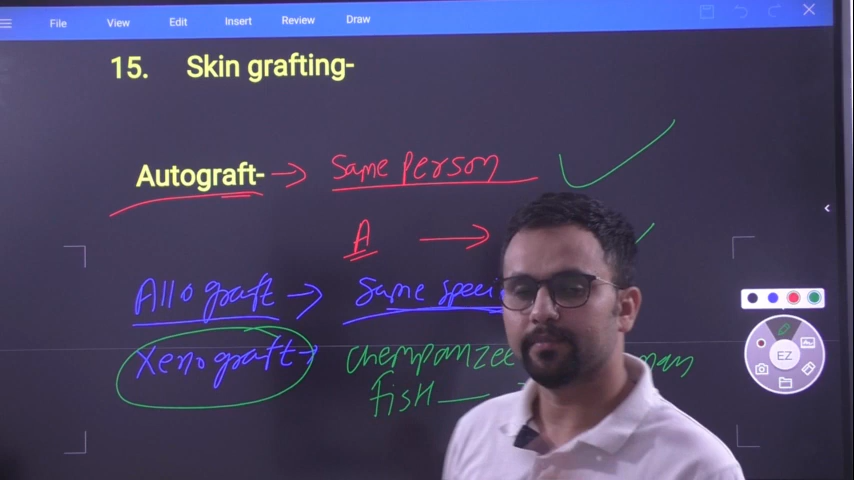 File View Edit Insert Review Draw
15. Skin grafting-
Autograft- → Same Person
A →
Allograft → Same speci
Xenograft → Chempanzee man
Fish —
EZ